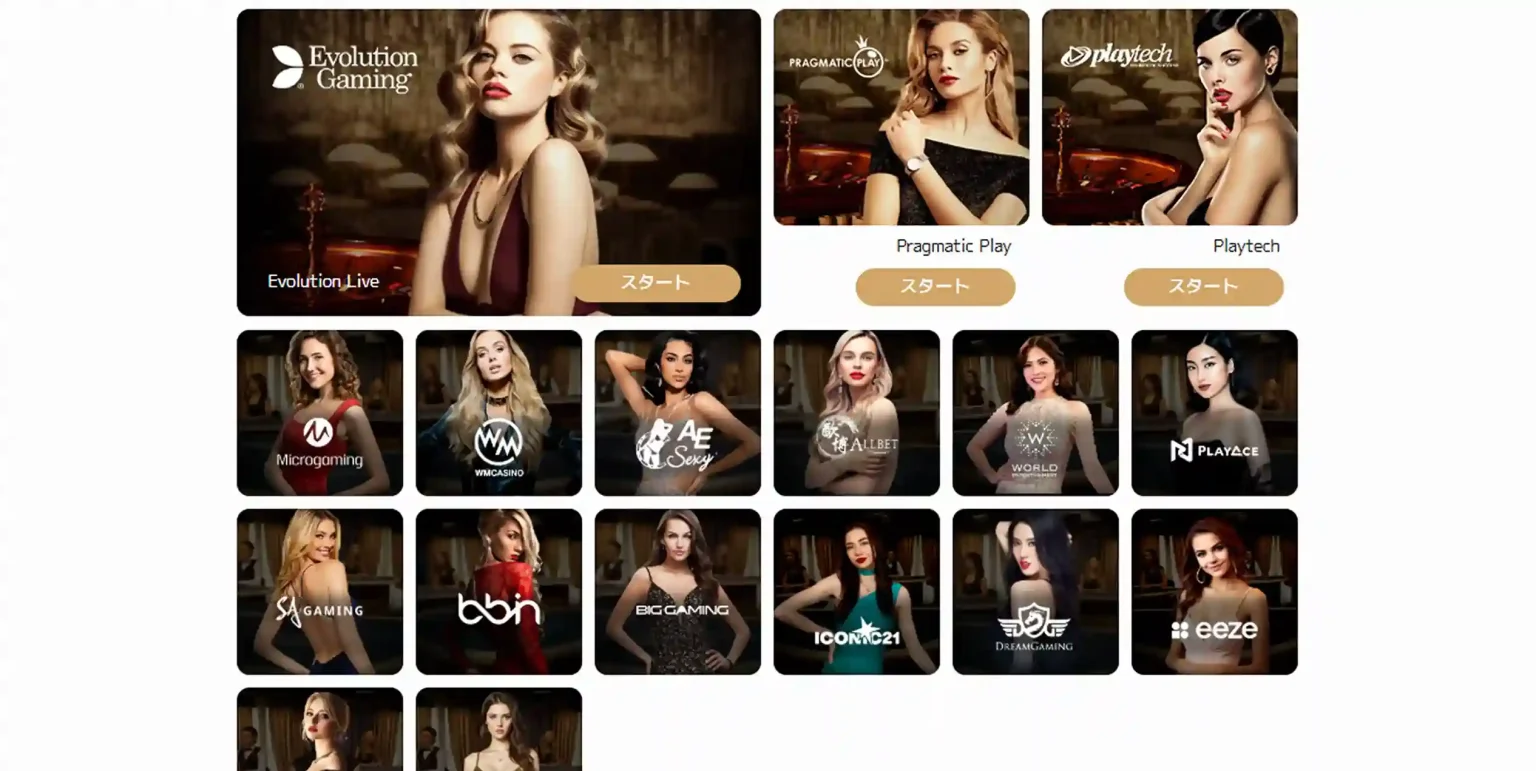 Evolution
Gaming
PRAGMATIC PLAY
playtech
Evolution Live
スタート
Pragmatic Play
Playtech
スタート
スタート
Microgaming
WM
WMCASINO
AE
Sexy
歐博 ALLBET
W
WORLD
PLAYACE
SA GAMING
bbin
BIG GAMING
ICONIC21
DG
DREAMGAMING
eeze